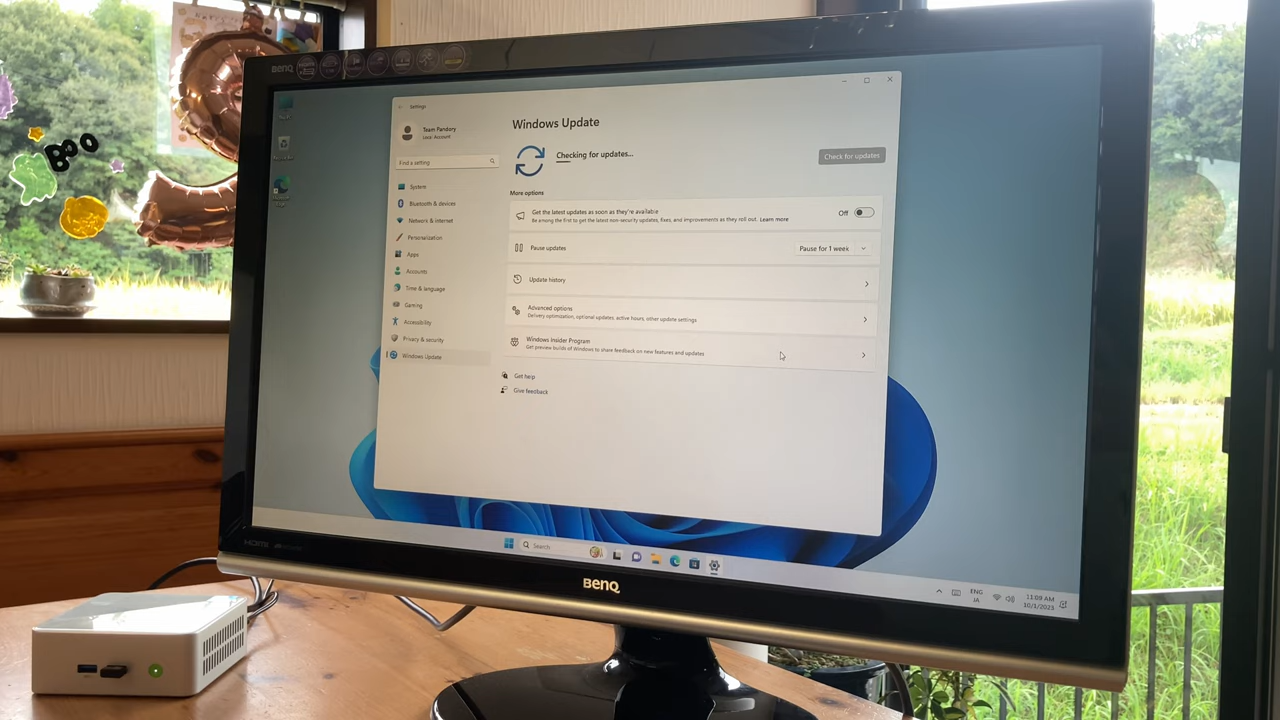 Boo
BenQ
Settings
Team Pandory
Local Account
Find a setting
System
Bluetooth & devices
Network & internet
Personalization
Apps
Accounts
Time & language
Gaming
Accessibility
Privacy & security
Windows Update
Windows Update
Checking for updates...
Check for updates
More options
Get the latest updates as soon as they're available
Be among the first to get the latest non-security updates, fixes, and improvements as they roll out. Learn more
Off
Pause updates
Pause for 1 week
Update history
Advanced options
Delivery optimization, optional updates, active hours, other update settings
Windows Insider Program
Get preview builds of Windows to share feedback on new features and updates
Get help
Give feedback
Search
ENG
JA
11:09 AM
10/1/2023
HDMI
BenQ